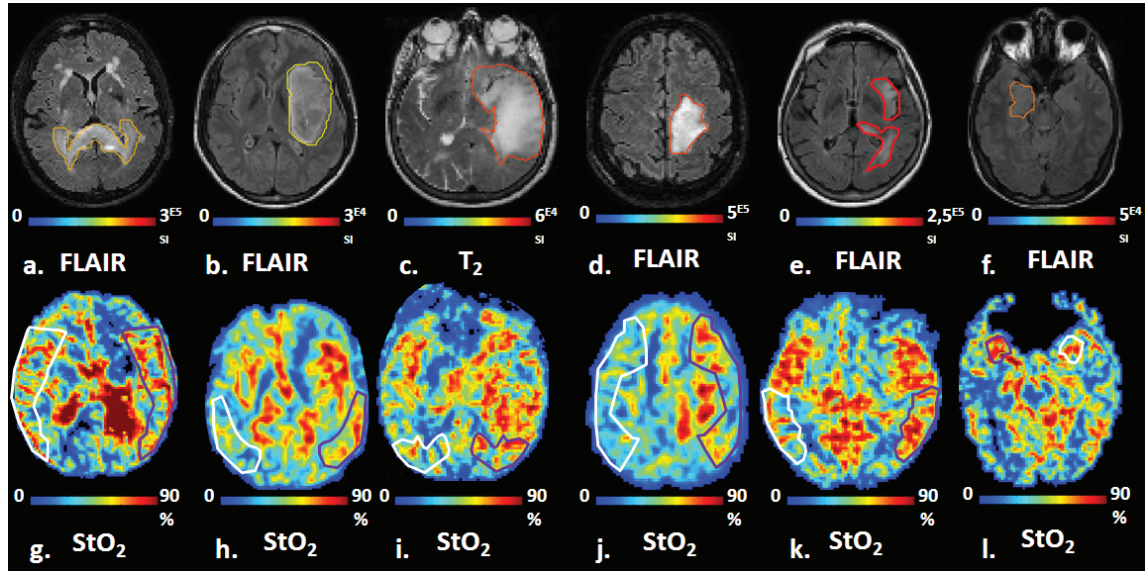 0 3E5 0 3E4 0 6E4 0 5E5 0 2,5E5 0 5E4
SI SI SI SI SI SI
a. FLAIR b. FLAIR c. T2 d. FLAIR e. FLAIR f. FLAIR
0 90 0 90 0 90 0 90 0 90 0 90
% % % % % %
g. StO2 h. StO2 i. StO2 j. StO2 k. StO2 l. StO2